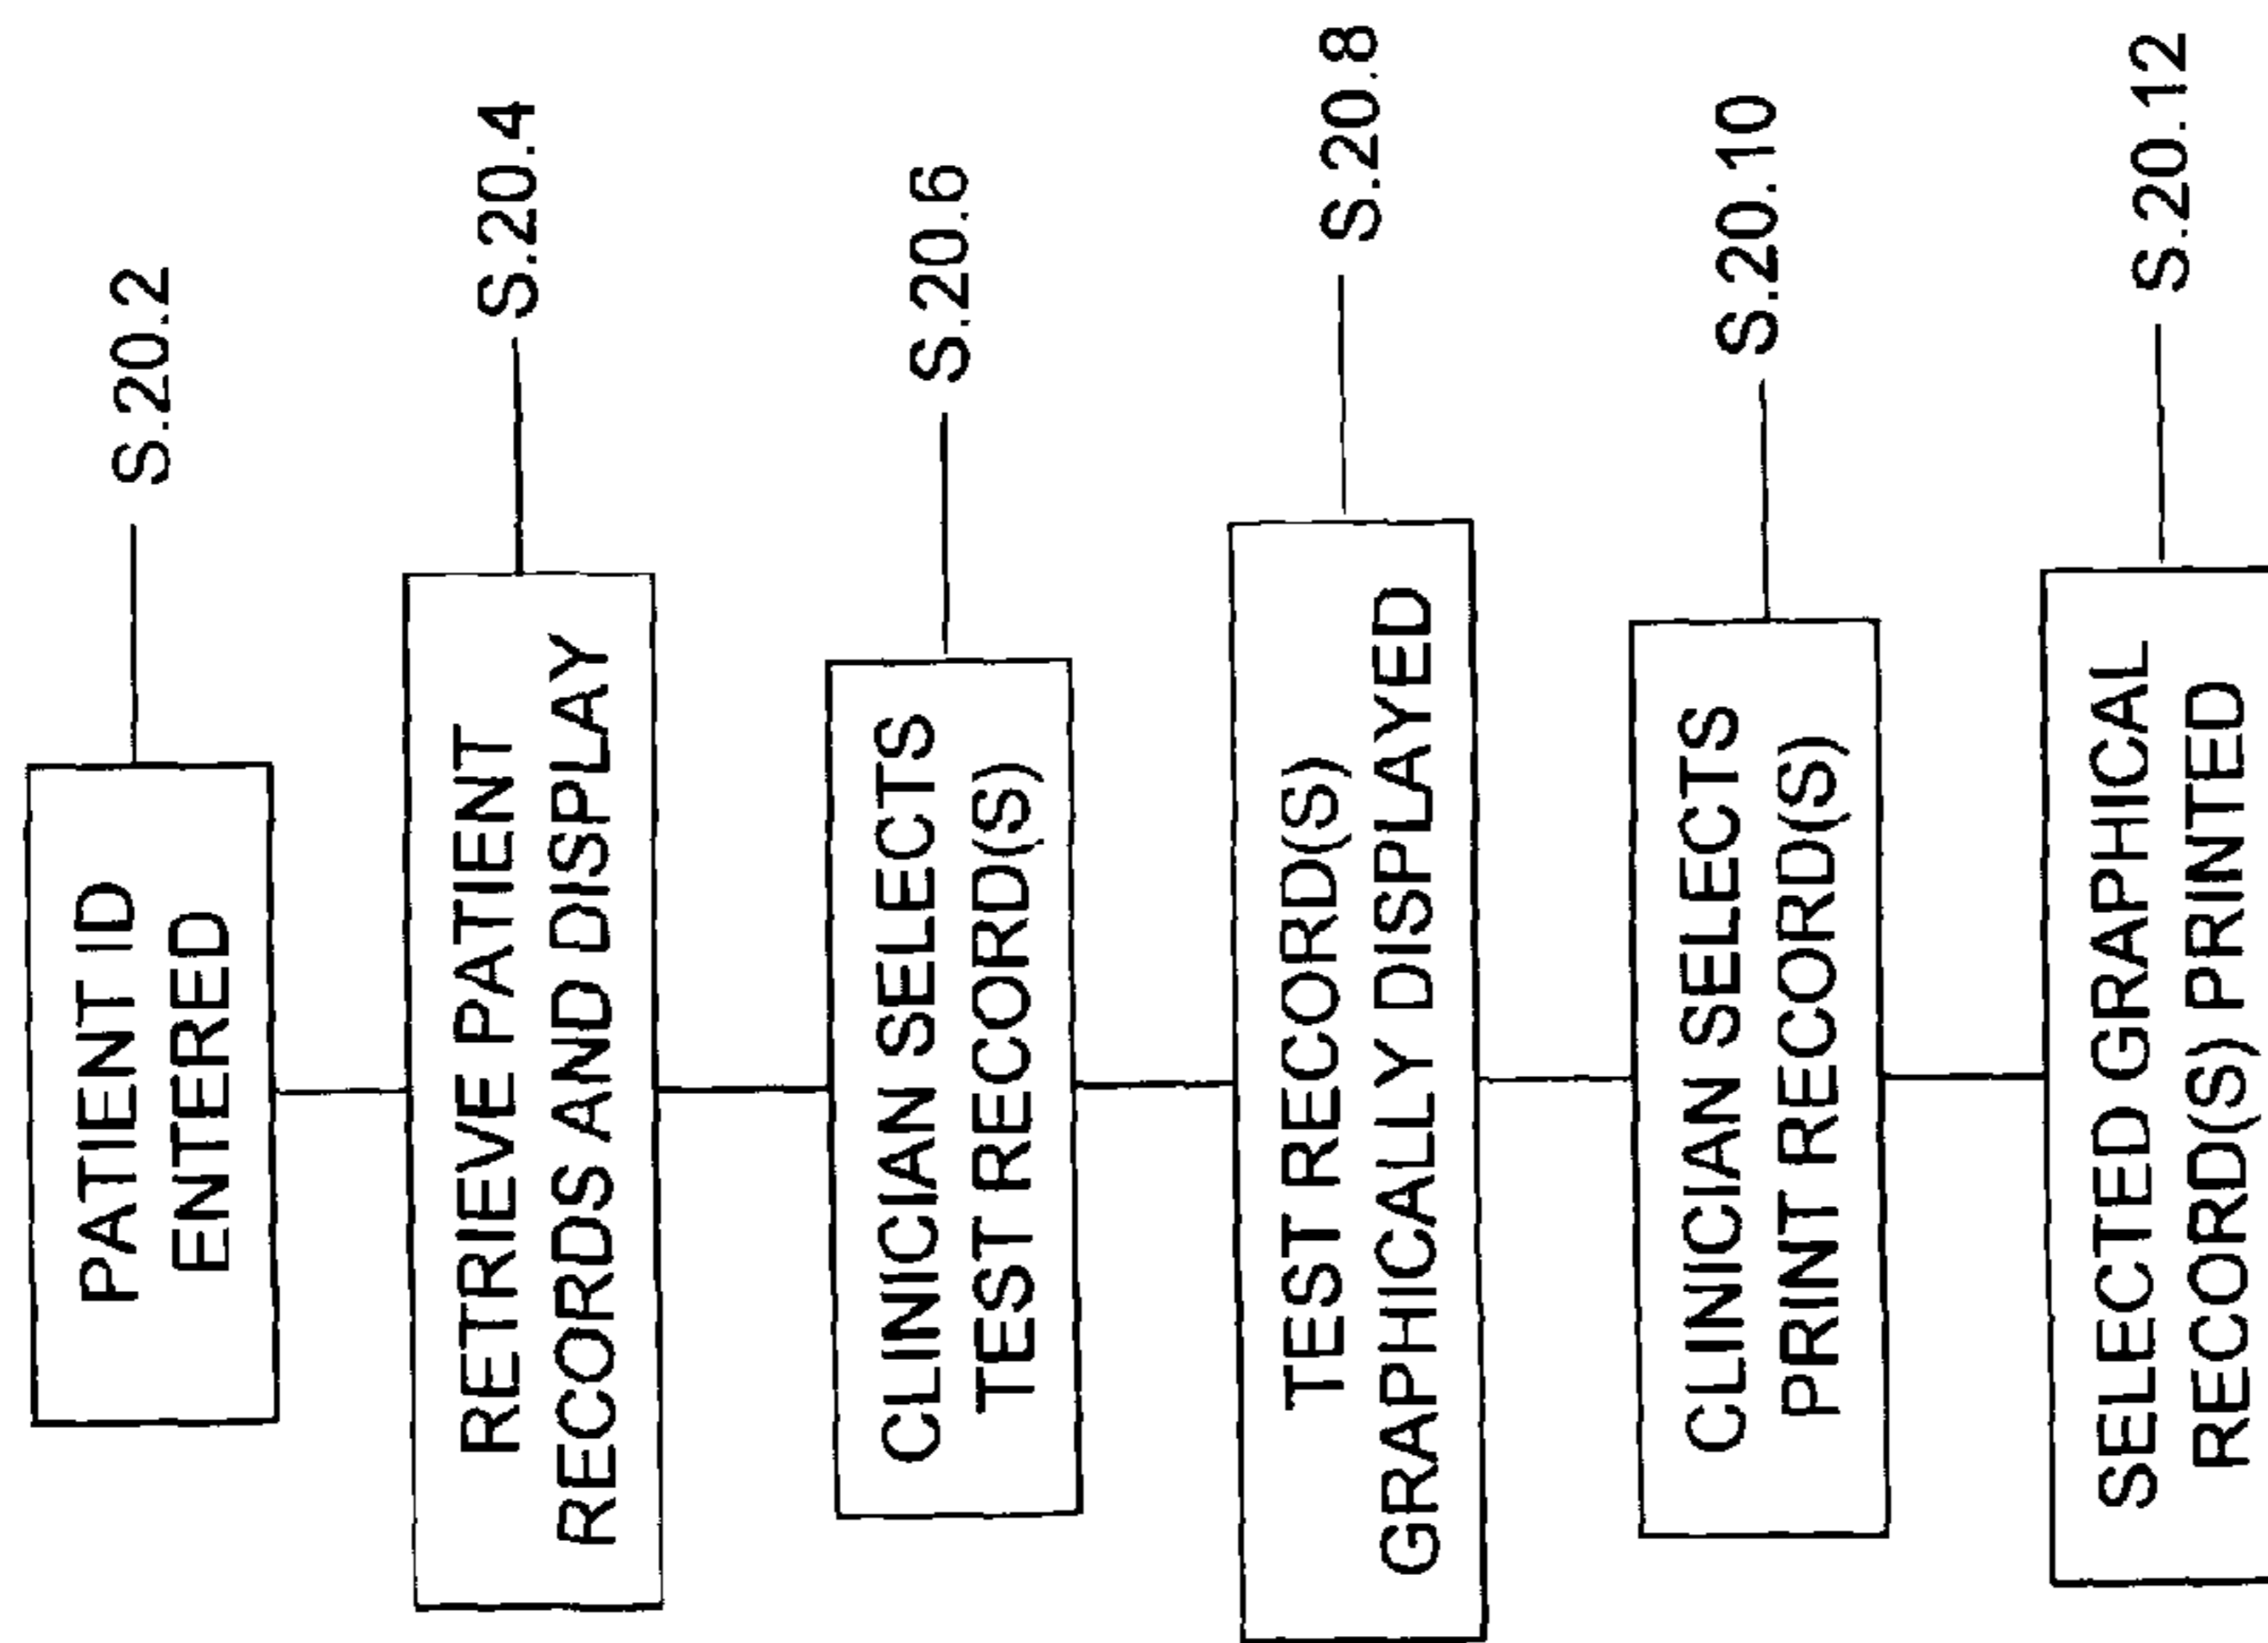 PATIENT ID
ENTERED
S.20.2
RETRIEVE PATIENT
RECORDS AND DISPLAY
S.20.4
CLINICIAN SELECTS
TEST RECORD(S)
S.20.6
TEST RECORD(S)
GRAPHICALLY DISPLAYED
S.20.8
CLINICIAN SELECTS
PRINT RECORD(S)
S.20.10
SELECTED GRAPHICAL
RECORD(S) PRINTED
S.20.12